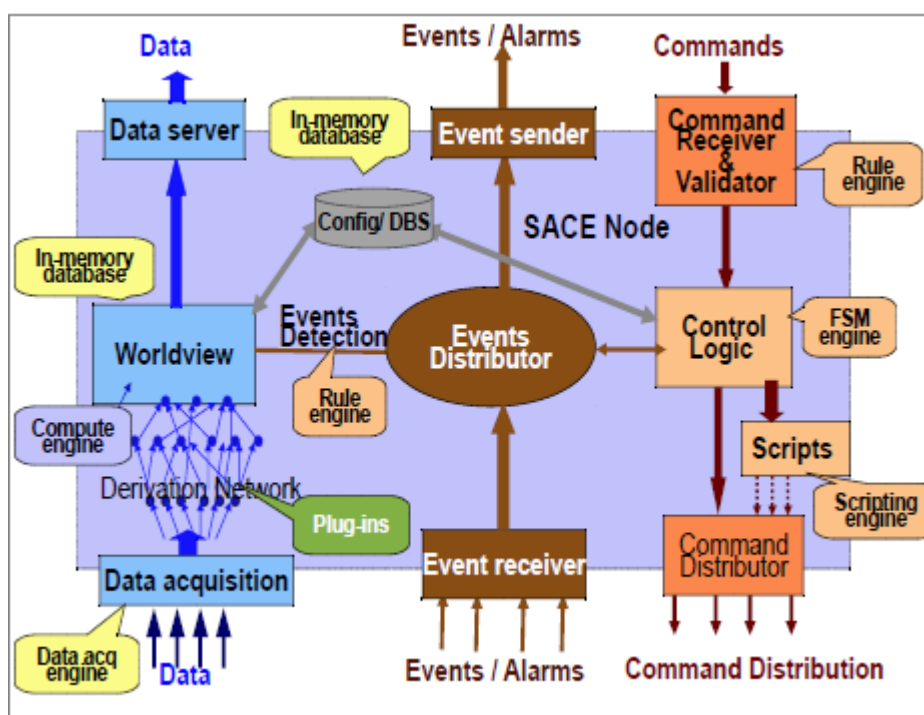 Data
Events / Alarms
Commands
Data server
In-memory
database
Event sender
Command
Receiver
&
Validator
Rule
engine
Config/ DBS
SACE Node
In-memory
database
Events
Detection
Worldview
Events
Distributor
Control
Logic
FSM
engine
Rule
engine
Compute
engine
Scripts
Derivation Network
Plug-ins
Scripting
engine
Data acquisition
Event receiver
Command
Distributor
Data acq
engine
Data
Events / Alarms
Command Distribution